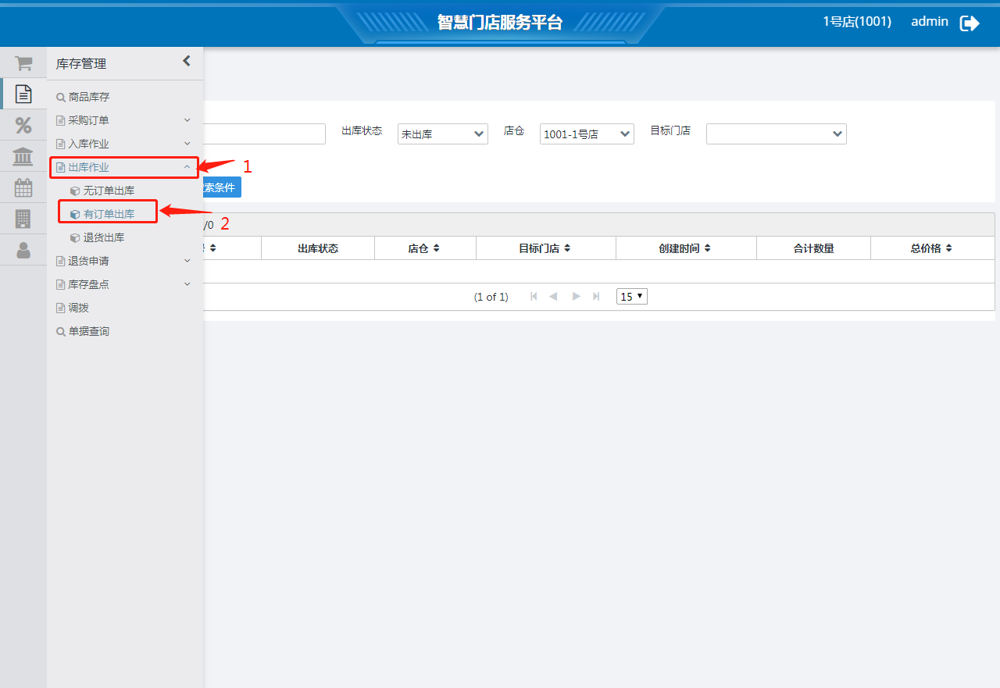 智慧门店服务平台
1号店(1001) admin
库存管理
商品库存
采购订单
入库作业
出库作业 1
无订单出库
有订单出库 2
退货出库
退货申请
库存盘点
调拨
单据查询
出库状态 未出库 店仓 1001-1号店 目标门店
索条件
/0
出库状态 店仓 目标门店 创建时间 合计数量 总价格
(1 of 1) 15